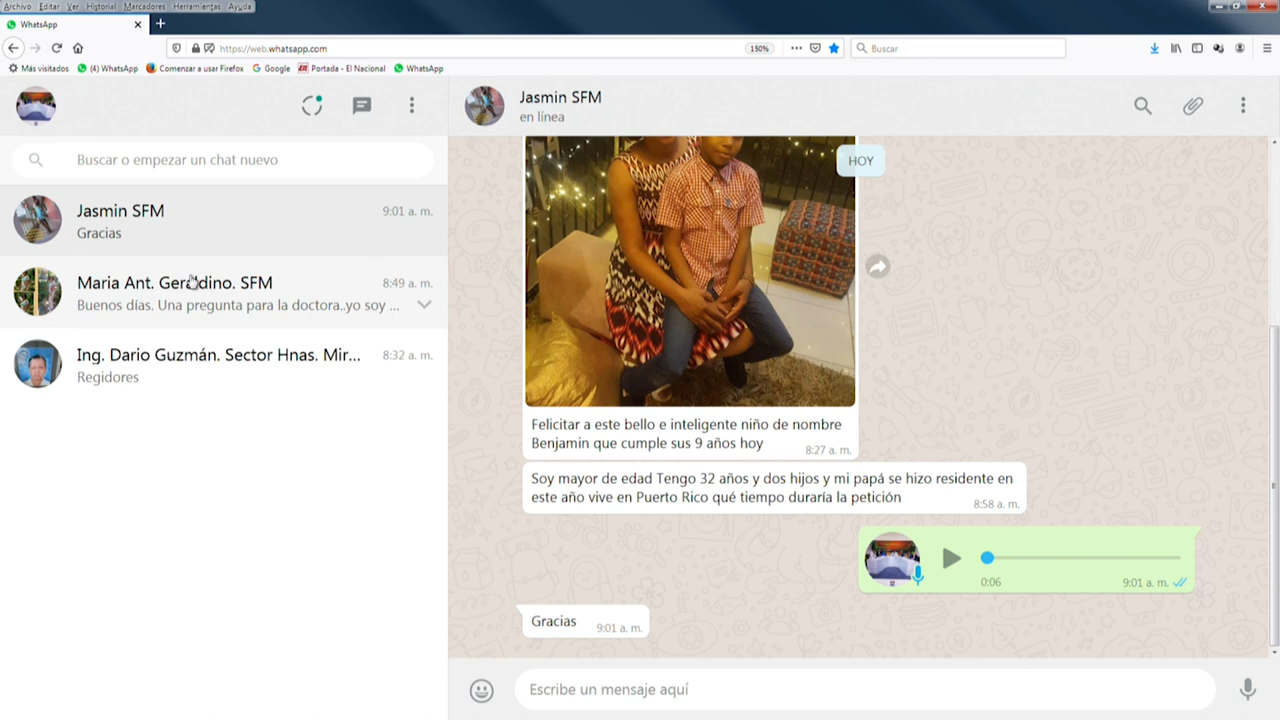 Archivo Editar Ver Historial Marcadores Herramientas Ayuda
WhatsApp
https://web.whatsapp.com
150%
Buscar
Más visitados
(4) WhatsApp
Comenzar a usar Firefox
Google
Portada - El Nacional
WhatsApp
Jasmin SFM
en línea
Buscar o empezar un chat nuevo
Jasmin SFM
9:01 a. m.
Gracias
Maria Ant. Geraldino. SFM
8:49 a. m.
Buenos días. Una pregunta para la doctora..yo soy ...
Ing. Dario Guzmán. Sector Hnas. Mir...
8:32 a. m.
Regidores
HOY
Felicitar a este bello e inteligente niño de nombre
Benjamin que cumple sus 9 años hoy
8:27 a. m.
Soy mayor de edad Tengo 32 años y dos hijos y mi papá se hizo residente en
este año vive en Puerto Rico qué tiempo duraría la petición
8:58 a. m.
0:06
9:01 a. m.
Gracias
9:01 a. m.
Escribe un mensaje aquí